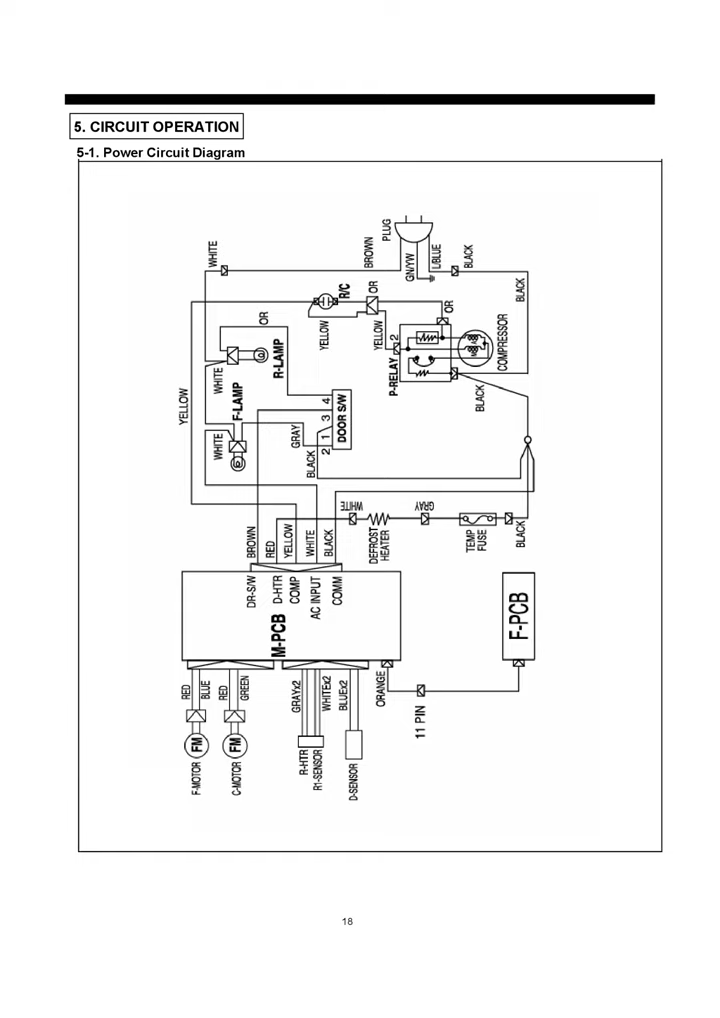 5. CIRCUIT OPERATION
5-1. Power Circuit Diagram
PLUG
WHITE
BROWN
GN/YW
L/BLUE
BLACK
R/C
OR
BLACK
OR
YELLOW
YELLOW
2
OR
COMPRESSOR
R-LAMP
P-RELAY
WHITE
F-LAMP
YELLOW
BLACK
4
3
1
2
DOOR S/W
GRAY
WHITE
BLACK
WHITE
GRAY
BROWN
RED
YELLOW
WHITE
BLACK
DEFROST
HEATER
TEMP
FUSE
BLACK
DR-S/W
D-HTR
COMP
AC INPUT
COMM
M-PCB
F-PCB
RED
BLUE
RED
GREEN
GRAYx2
WHITEx2
BLUEx2
ORANGE
11 PIN
FM
FM
F-MOTOR
C-MOTOR
R-HTR
R1-SENSOR
D-SENSOR
18